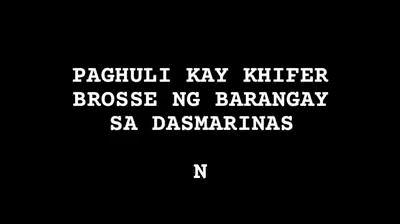 PAGHULI KAY KHIFER
BROSSE NG BARANGAY
SA DASMARINAS
N